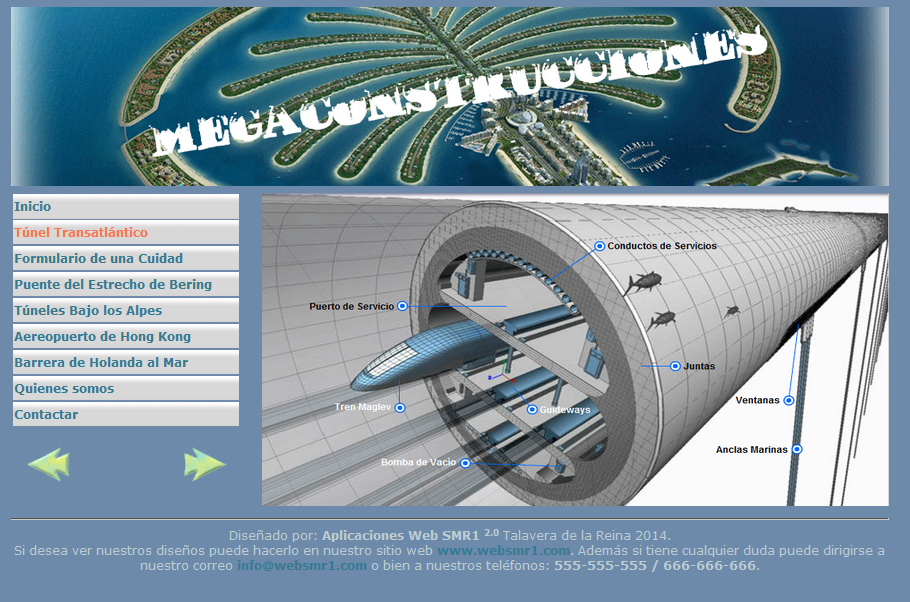 MEGACONSTRUCCIONES
Inicio
Túnel Transatlántico
Formulario de una Cuidad
Puente del Estrecho de Bering
Túneles Bajo los Alpes
Aeropuerto de Hong Kong
Barrera de Holanda al Mar
Quienes somos
Contactar
Conductos de Servicios
Puerto de Servicio
Juntas
Tren Maglev
Guideways
Ventanas
Anclas Marinas
Bomba de Vacio
Diseñado por: Aplicaciones Web SMR1 2.0 Talavera de la Reina 2014.
Si desea ver nuestros diseños puede hacerlo en nuestro sitio web www.websmr1.com. Además si tiene cualquier duda puede dirigirse a
nuestro correo info@websmr1.com o bien a nuestros teléfonos: 555-555-555 / 666-666-666.